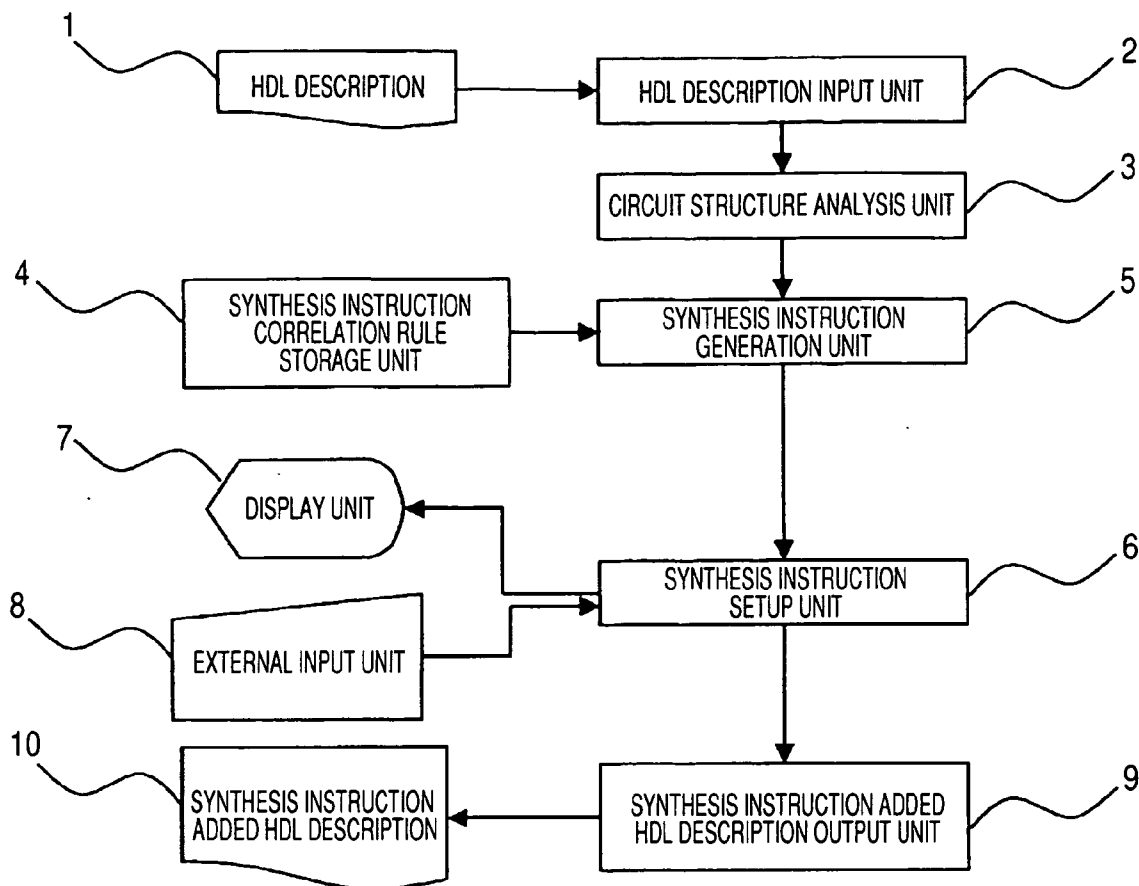 1
HDL DESCRIPTION
HDL DESCRIPTION INPUT UNIT
2
CIRCUIT STRUCTURE ANALYSIS UNIT
3
4
SYNTHESIS INSTRUCTION
CORRELATION RULE
STORAGE UNIT
SYNTHESIS INSTRUCTION
GENERATION UNIT
5
7
DISPLAY UNIT
SYNTHESIS INSTRUCTION
SETUP UNIT
6
8
EXTERNAL INPUT UNIT
10
SYNTHESIS INSTRUCTION
ADDED HDL DESCRIPTION
SYNTHESIS INSTRUCTION ADDED
HDL DESCRIPTION OUTPUT UNIT
9